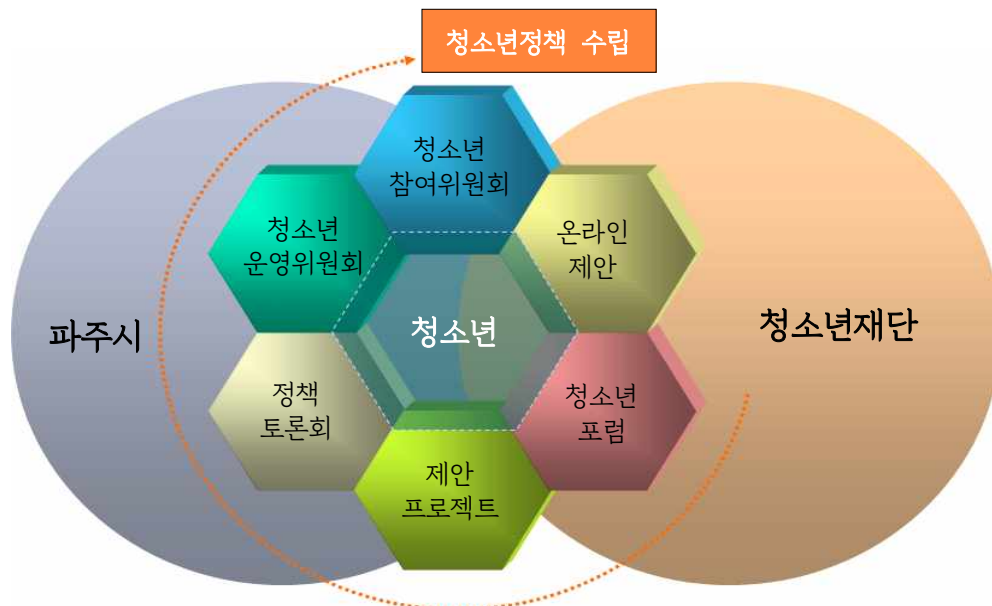 청소년정책 수립
청소년
참여위원회
청소년
운영위원회
온라인
제안
파주시
청소년
청소년재단
정책
토론회
청소년
포럼
제안
프로젝트